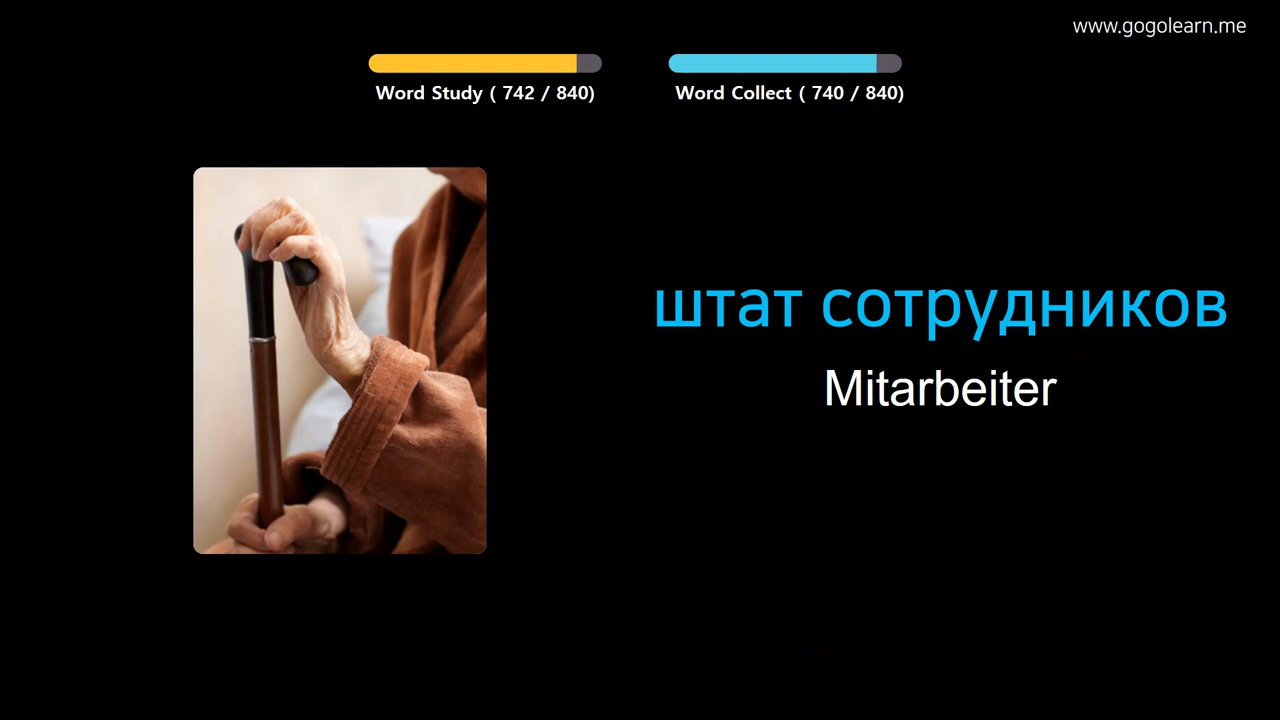 www.gogolearn.me
Word Study ( 742 / 840)
Word Collect ( 740 / 840)
штат сотрудников
Mitarbeiter